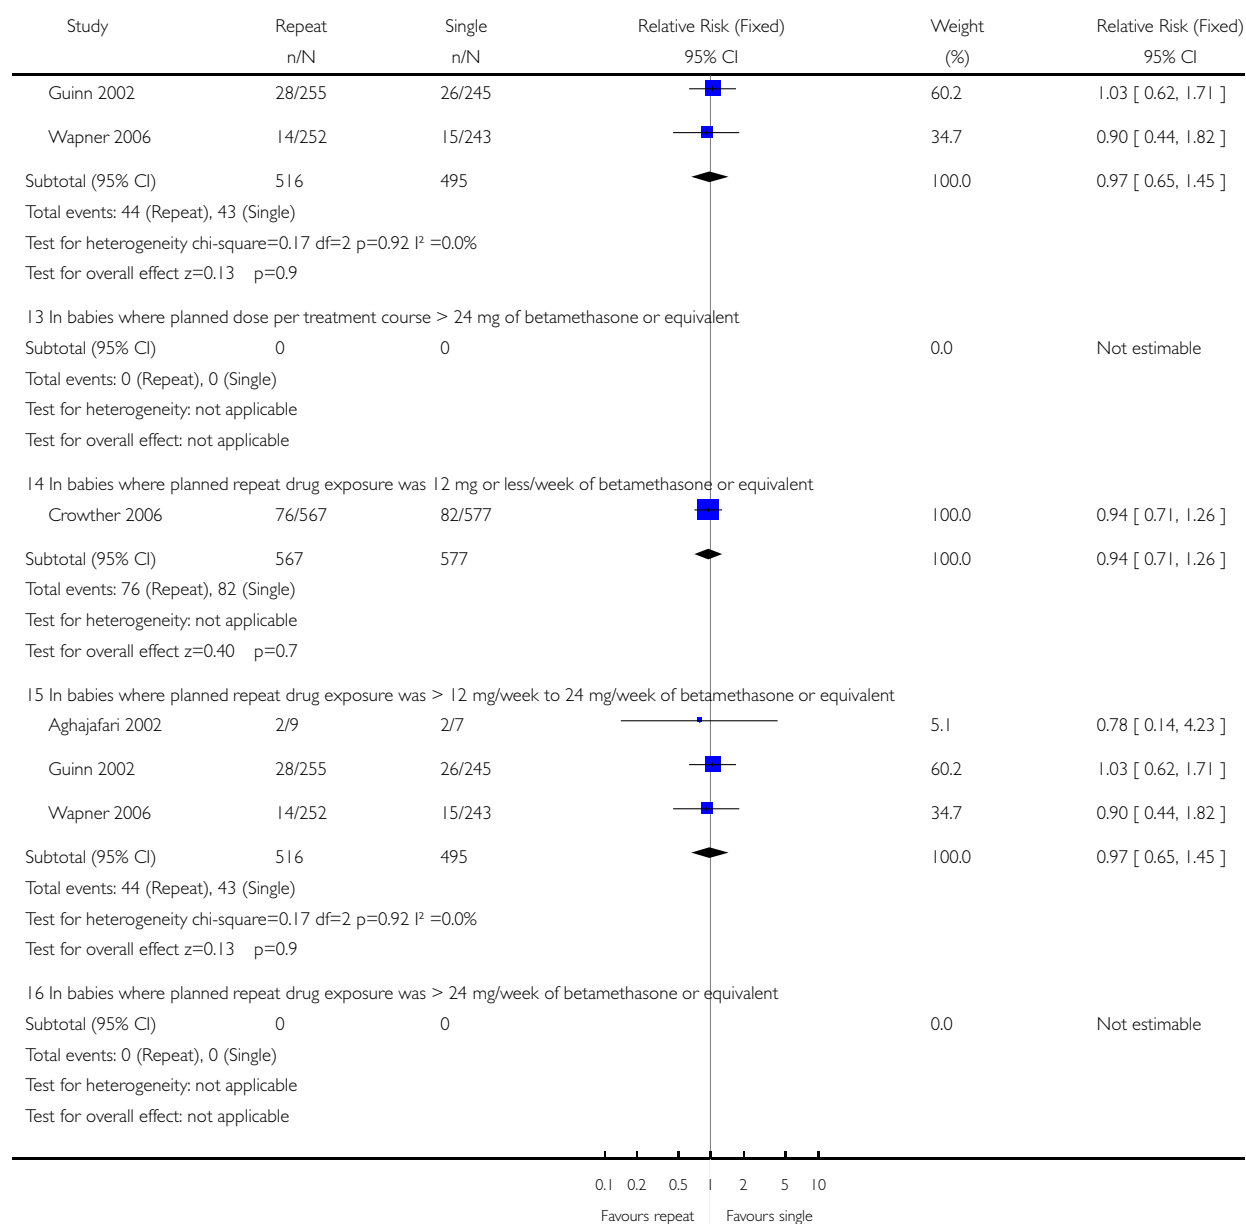 Study Repeat Single Relative Risk (Fixed) Weight Relative Risk (Fixed)
n/N n/N 95% CI (%) 95% CI
Guinn 2002 28/255 26/245 60.2 1.03 [ 0.62, 1.71 ]
Wapner 2006 14/252 15/243 34.7 0.90 [ 0.44, 1.82 ]
Subtotal (95% CI) 516 495 100.0 0.97 [ 0.65, 1.45 ]
Total events: 44 (Repeat), 43 (Single)
Test for heterogeneity chi-square=0.17 df=2 p=0.92 I² =0.0%
Test for overall effect z=0.13 p=0.9
13 In babies where planned dose per treatment course > 24 mg of betamethasone or equivalent
Subtotal (95% CI) 0 0 0.0 Not estimable
Total events: 0 (Repeat), 0 (Single)
Test for heterogeneity: not applicable
Test for overall effect: not applicable
14 In babies where planned repeat drug exposure was 12 mg or less/week of betamethasone or equivalent
Crowther 2006 76/567 82/577 100.0 0.94 [ 0.71, 1.26 ]
Subtotal (95% CI) 567 577 100.0 0.94 [ 0.71, 1.26 ]
Total events: 76 (Repeat), 82 (Single)
Test for heterogeneity: not applicable
Test for overall effect z=0.40 p=0.7
15 In babies where planned repeat drug exposure was > 12 mg/week to 24 mg/week of betamethasone or equivalent
Aghajafari 2002 2/9 2/7 5.1 0.78 [ 0.14, 4.23 ]
Guinn 2002 28/255 26/245 60.2 1.03 [ 0.62, 1.71 ]
Wapner 2006 14/252 15/243 34.7 0.90 [ 0.44, 1.82 ]
Subtotal (95% CI) 516 495 100.0 0.97 [ 0.65, 1.45 ]
Total events: 44 (Repeat), 43 (Single)
Test for heterogeneity chi-square=0.17 df=2 p=0.92 I² =0.0%
Test for overall effect z=0.13 p=0.9
16 In babies where planned repeat drug exposure was > 24 mg/week of betamethasone or equivalent
Subtotal (95% CI) 0 0 0.0 Not estimable
Total events: 0 (Repeat), 0 (Single)
Test for heterogeneity: not applicable
Test for overall effect: not applicable
0.1 0.2 0.5 1 2 5 10
Favours repeat Favours single